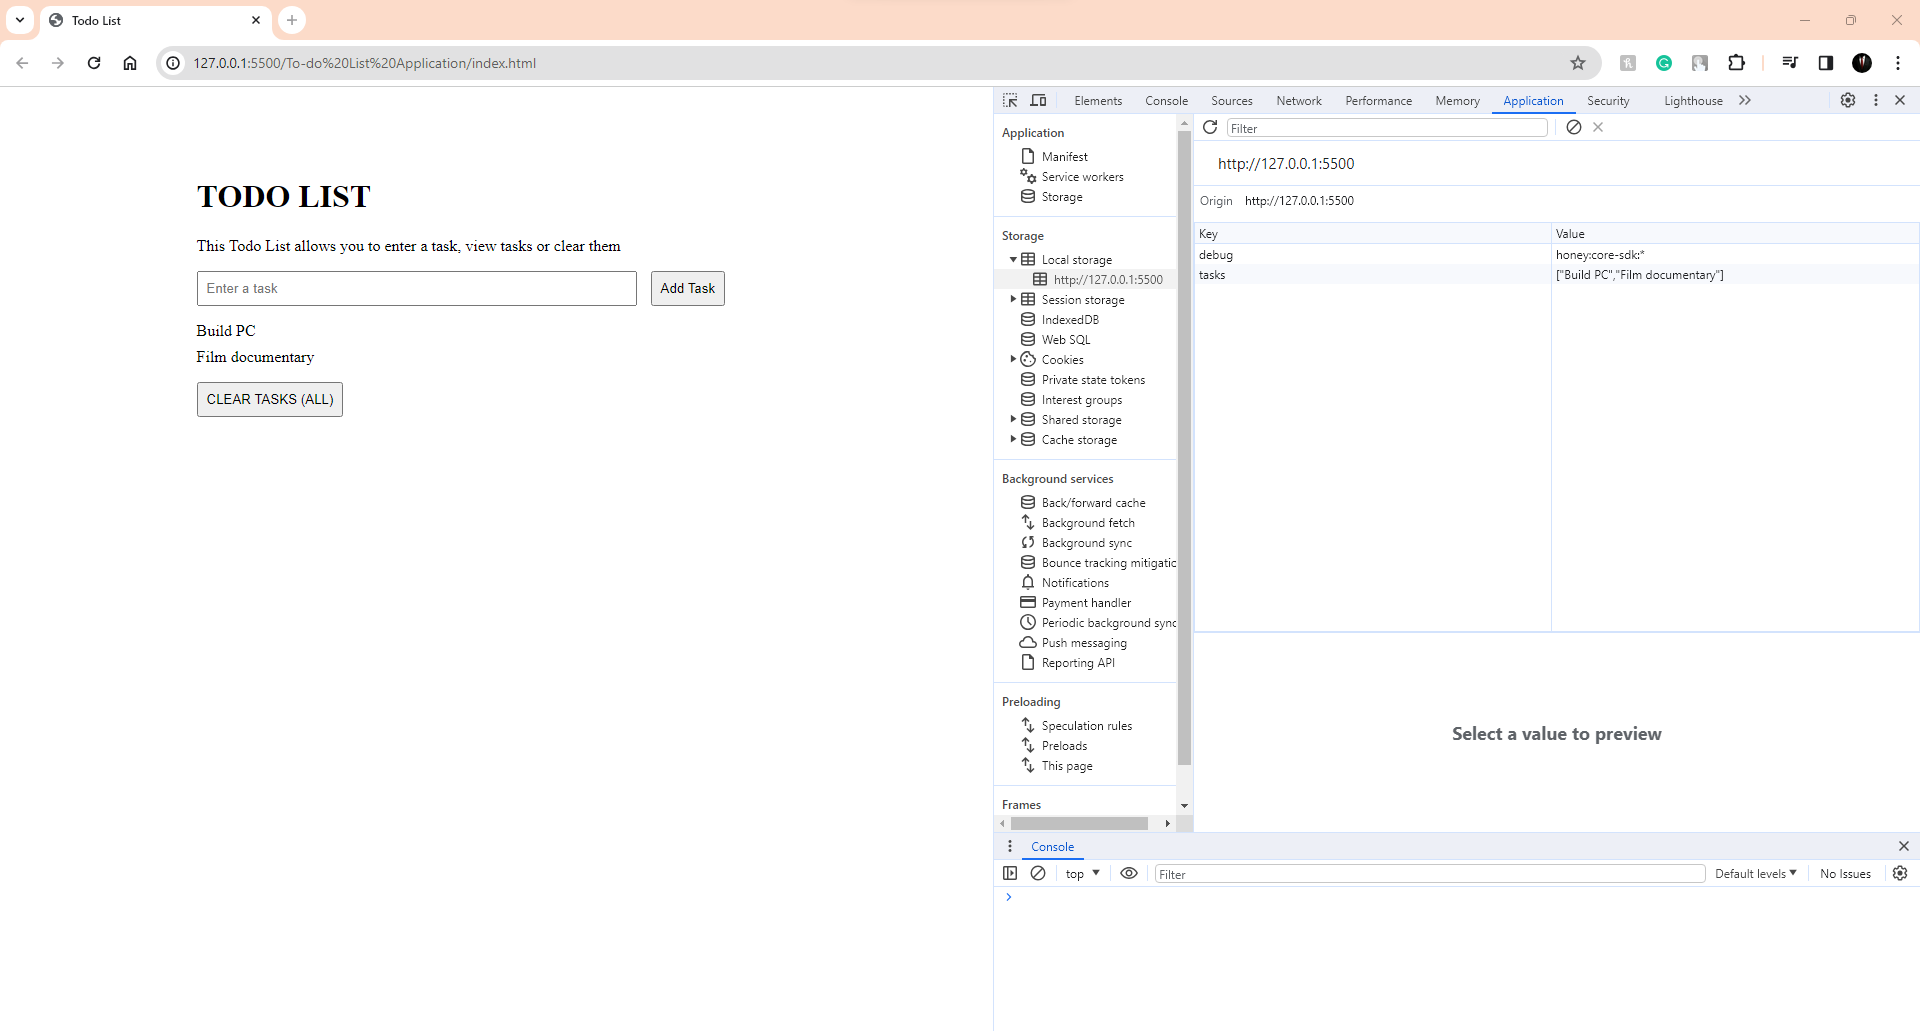 Todo List
127.0.0.1:5500/To-do%20List%20Application/index.html
TODO LIST
This Todo List allows you to enter a task, view tasks or clear them
Enter a task
Add Task
Build PC
Film documentary
CLEAR TASKS (ALL)
Elements Console Sources Network Performance Memory Application Security Lighthouse
Application
Manifest
Service workers
Storage
Storage
Local storage
http://127.0.0.1:5500
Session storage
IndexedDB
Web SQL
Cookies
Private state tokens
Interest groups
Shared storage
Cache storage
Background services
Back/forward cache
Background fetch
Background sync
Bounce tracking mitigatic
Notifications
Payment handler
Periodic background sync
Push messaging
Reporting API
Preloading
Speculation rules
Preloads
This page
Frames
Filter
http://127.0.0.1:5500
Origin http://127.0.0.1:5500
Key Value
debug honey:core-sdk:*
tasks ["Build PC","Film documentary"]
Select a value to preview
Console
top Filter Default levels No Issues